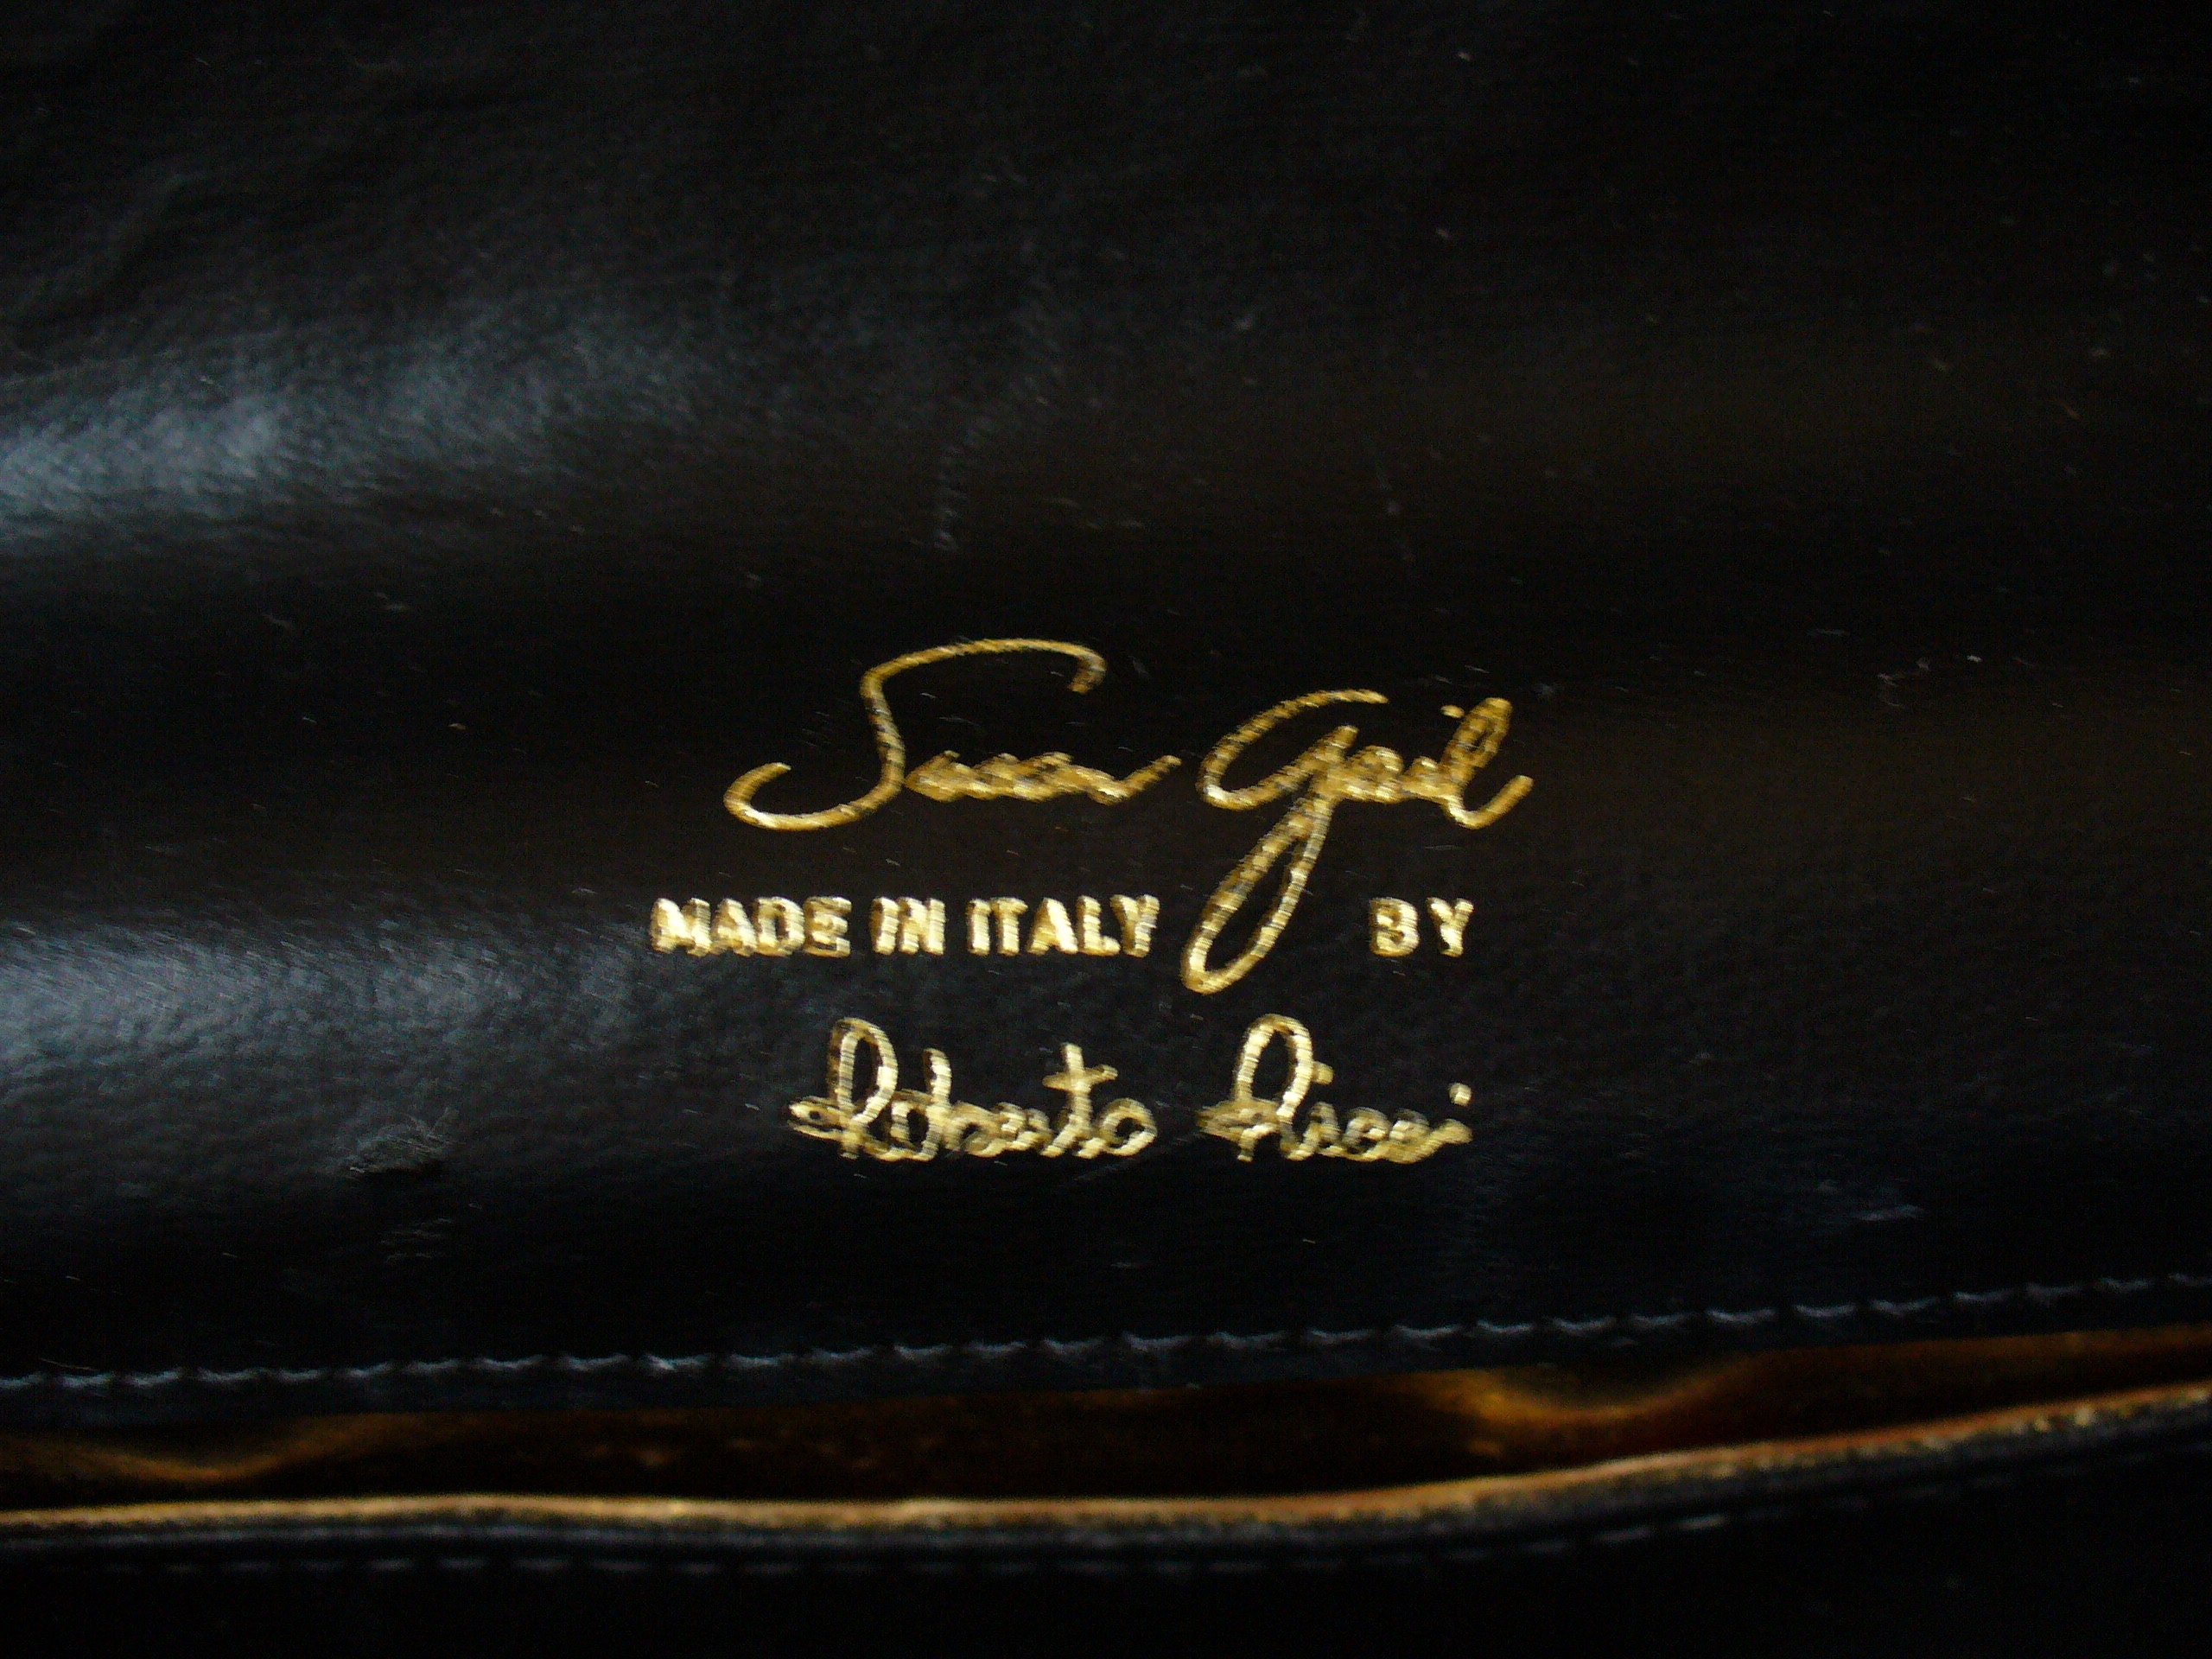 Susan Gail
MADE IN ITALY BY
Roberto Ricci